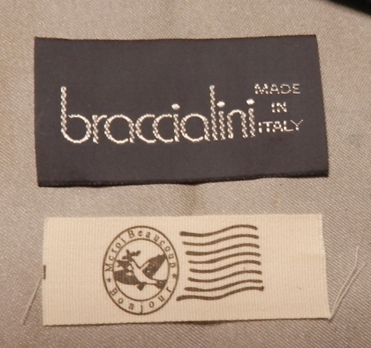 braccialini
MADE
IN
ITALY
Merci Beaucoup
Bonjour